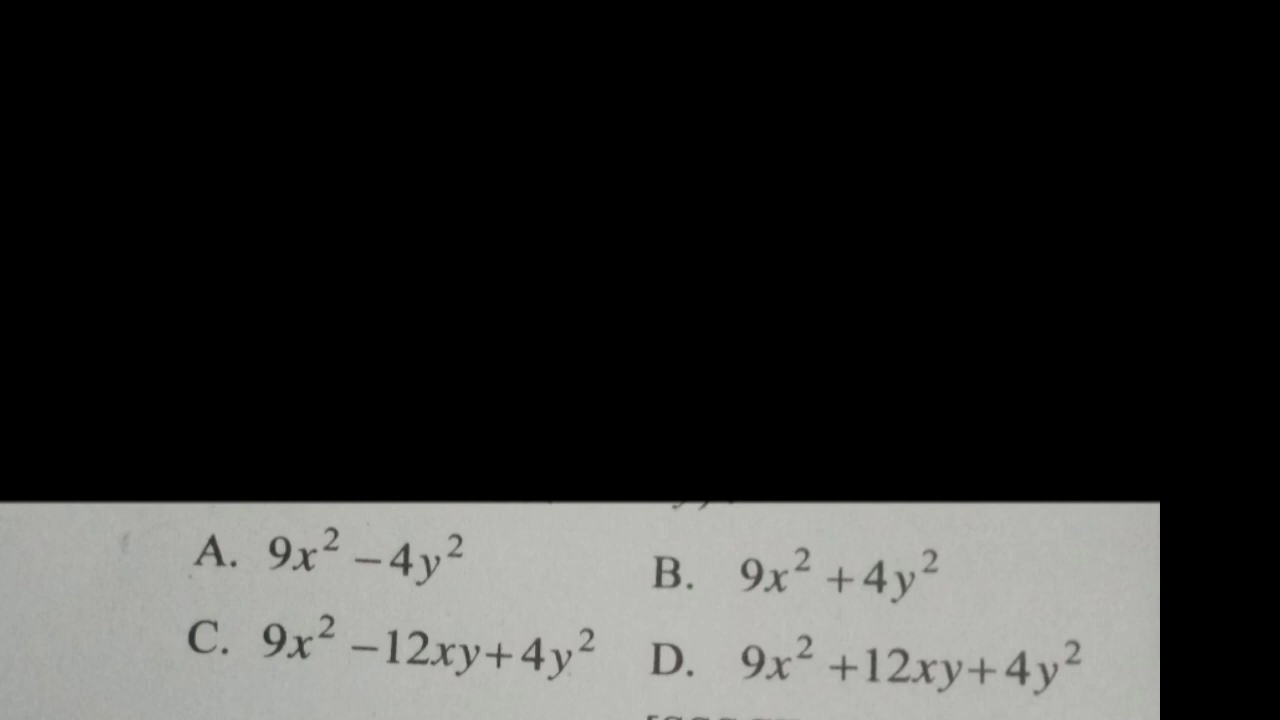 A. 9x² −4y² B. 9x² +4y²
C. 9x² −12xy+4y² D. 9x² +12xy+4y²